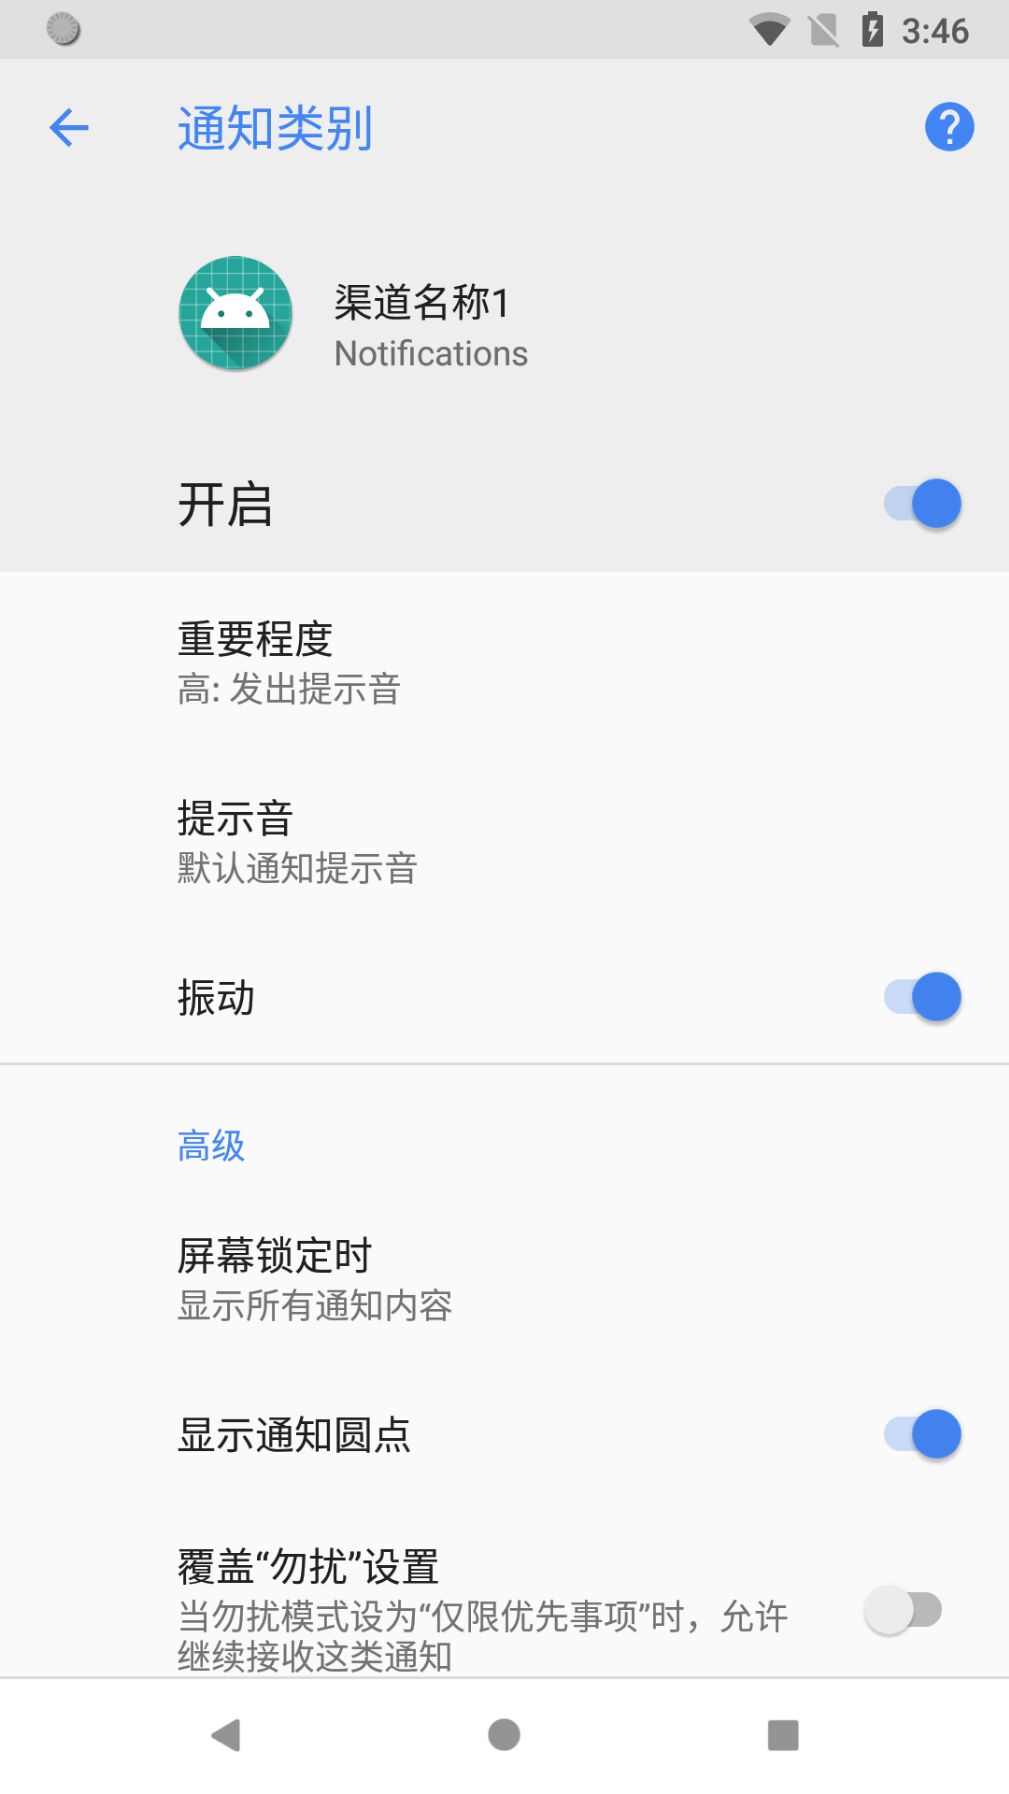 3:46
通知类别
渠道名称1
Notifications
开启
重要程度
高: 发出提示音
提示音
默认通知提示音
振动
高级
屏幕锁定时
显示所有通知内容
显示通知圆点
覆盖“勿扰”设置
当勿扰模式设为“仅限优先事项”时，允许
继续接收这类通知